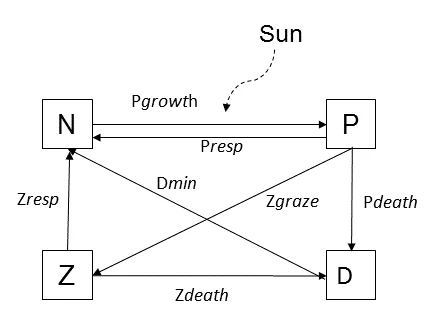 Sun
Pgrowth
N
P
Presp
Dmin
Zresp
Zgraze
Pdeath
Z
D
Zdeath